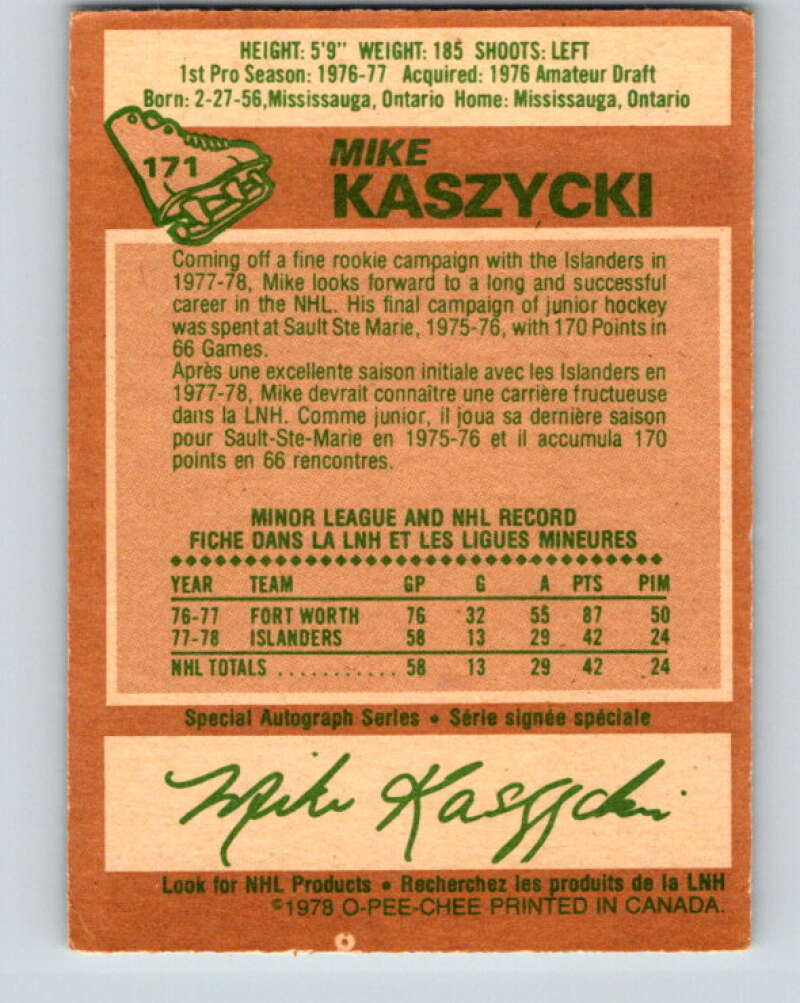 HEIGHT: 5'9" WEIGHT: 185 SHOOTS: LEFT
1st Pro Season: 1976-77 Acquired: 1976 Amateur Draft
Born: 2-27-56, Mississauga, Ontario Home: Mississauga, Ontario
171
MIKE
KASZYCKI
Coming off a fine rookie campaign with the Islanders in
1977-78, Mike looks forward to a long and successful
career in the NHL. His final campaign of junior hockey
was spent at Sault Ste Marie, 1975-76, with 170 Points in
66 Games.
Après une excellente saison initiale avec les Islanders en
1977-78, Mike devrait connaître une carrière fructueuse
dans la LNH. Comme junior, il joua sa dernière saison
pour Sault-Ste-Marie en 1975-76 et il accumula 170
points en 66 rencontres.
MINOR LEAGUE AND NHL RECORD
FICHE DANS LA LNH ET LES LIGUES MINEURES
YEAR TEAM GP G A PTS PIM
76-77 FORT WORTH 76 32 55 87 50
77-78 ISLANDERS 58 13 29 42 24
NHL TOTALS ........... 58 13 29 42 24
Special Autograph Series • Série signée spéciale
Mike Kaszycki
Look for NHL Products • Recherchez les produits de la LNH
©1978 O-PEE-CHEE PRINTED IN CANADA.